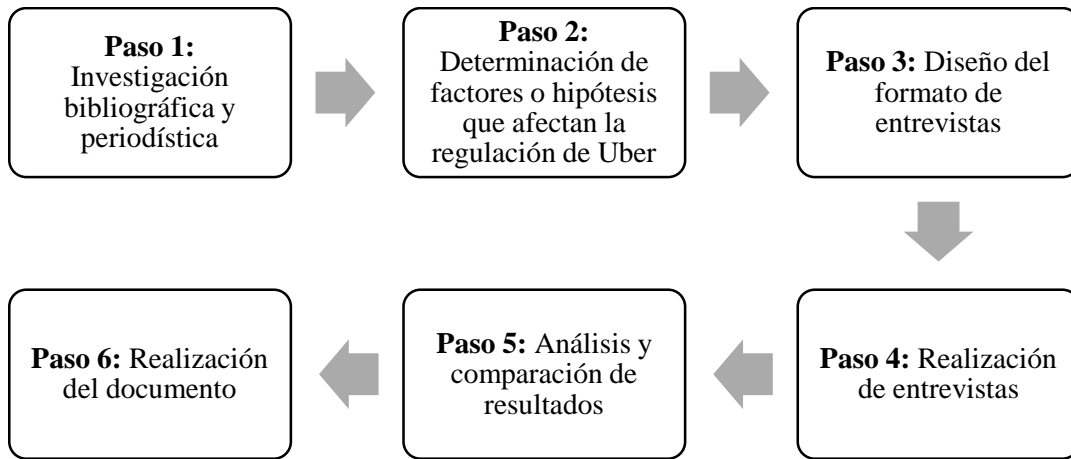 Paso 1:
Investigación
bibliográfica y
periodística
Paso 2:
Determinación de
factores o hipótesis
que afectan la
regulación de Uber
Paso 3: Diseño del
formato de
entrevistas
Paso 4: Realización
de entrevistas
Paso 5: Análisis y
comparación de
resultados
Paso 6: Realización
del documento